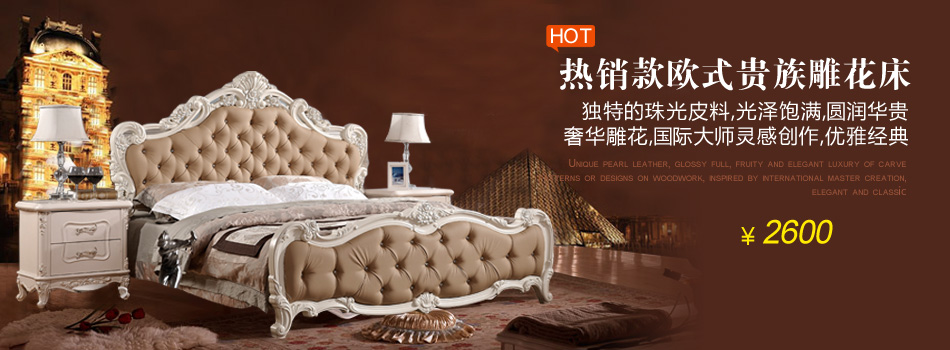 HOT
热销款欧式贵族雕花床
独特的珠光皮料,光泽饱满,圆润华贵
奢华雕花,国际大师灵感创作,优雅经典
UNIQUE PEARL LEATHER, GLOSSY FULL, FRUITY AND ELEGANT LUXURY OF CARVE
TERNS OR DESIGNS ON WOODWORK, INSPIRED BY INTERNATIONAL MASTER CREATION,
ELEGANT AND CLASSIC
¥ 2600